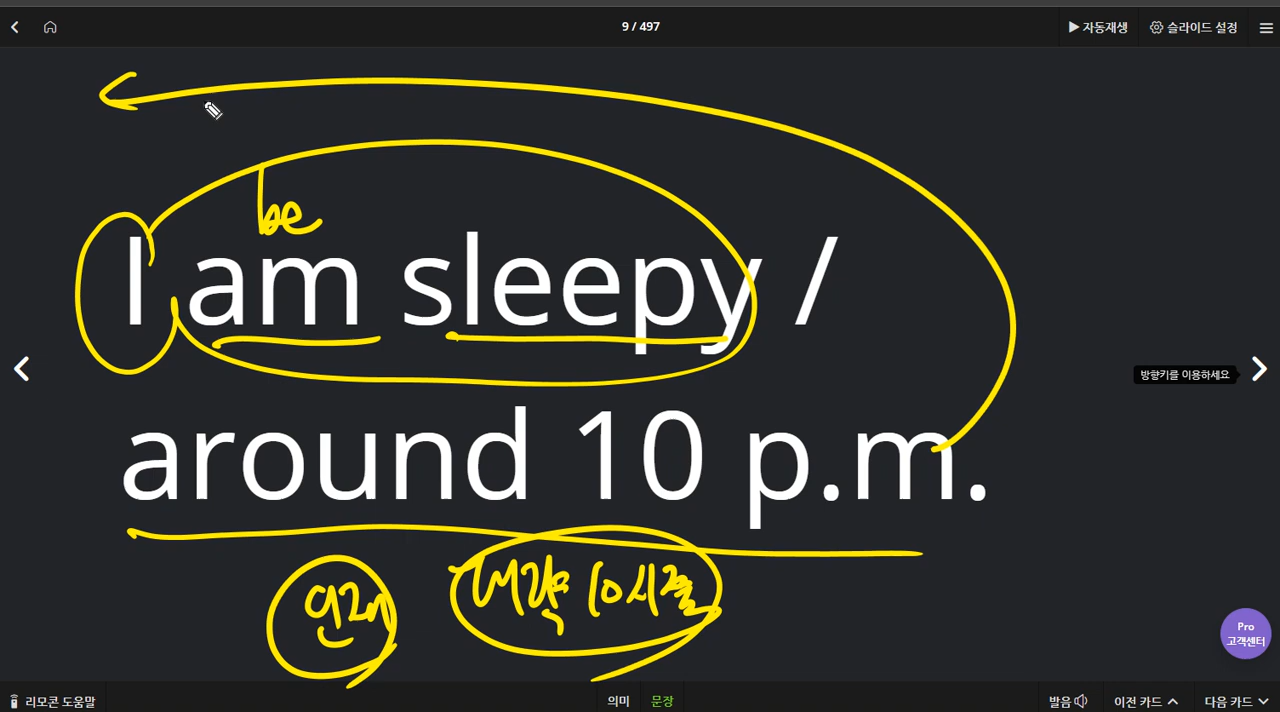 9 / 497
▶ 자동재생
슬라이드 설정
be
I am sleepy /
방향키를 이용하세요
around 10 p.m.
언제
대략 10시쯤
Pro
고객센터
리모콘 도움말
의미
문장
발음
이전 카드
다음 카드